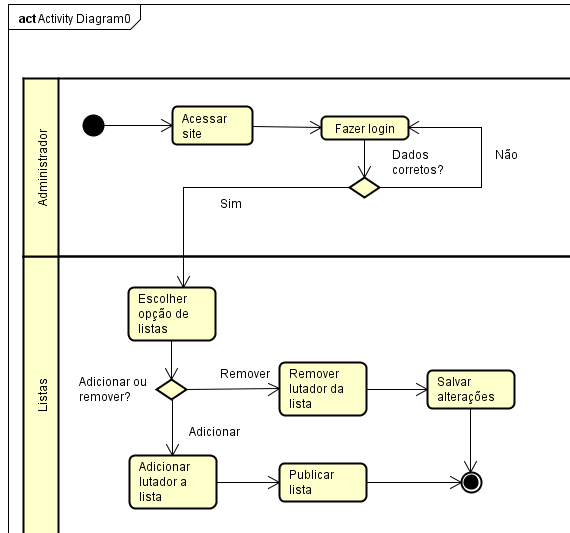 act Activity Diagram0
Administrador
Acessar
site
Fazer login
Dados
corretos?
Não
Sim
Listas
Escolher
opção de
listas
Adicionar ou
remover?
Remover
Remover
lutador da
lista
Salvar
alterações
Adicionar
Adicionar
lutador a
lista
Publicar
lista